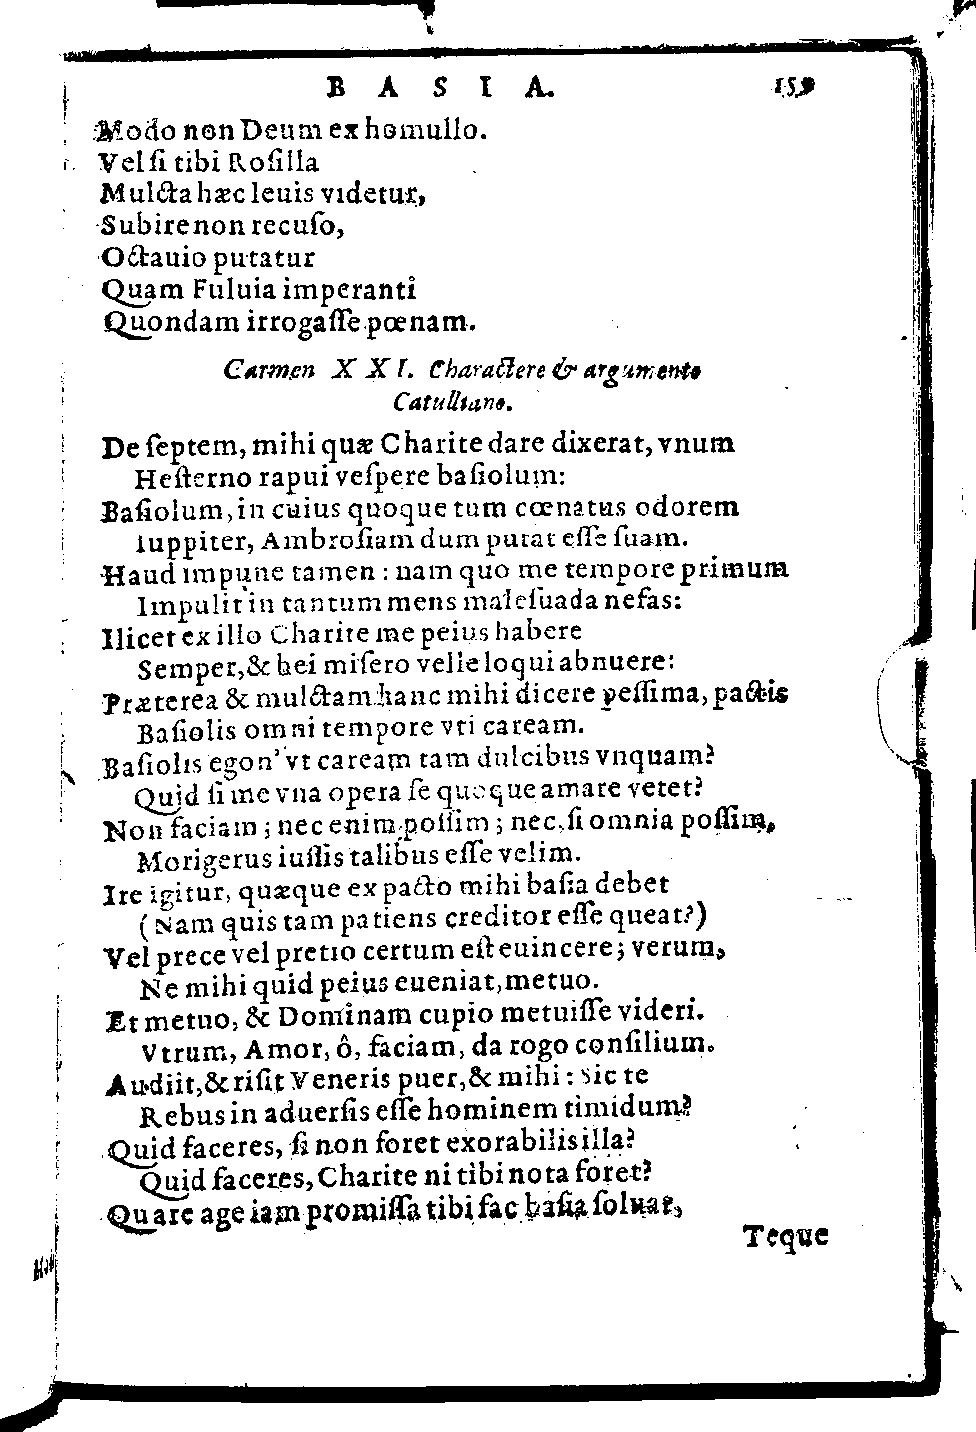 BASIA. 159
Modo non Deum ex homullo.
Vel ſi tibi Roſilla
Mulcta hæc leuis videtur,
Subire non recuſo,
Octauio putatur
Quam Fuluia imperanti
Quondam irrogaſſe pœnam.
Carmen XXI. Charactere & argumento
Catulliano.
De ſeptem, mihi quæ Charite dare dixerat, vnum
Heſterno rapui veſpere baſiolum:
Baſiolum, in cuius quoque tum cœnatus odorem
Iuppiter, Ambroſiam dum putat eſſe ſuam.
Haud impune tamen: nam quo me tempore primum
Impulit in tantum mens maleſuada nefas:
Ilicet ex illo Charite me peius habere
Semper, & hei miſero velle loqui abnuere:
Præterea & mulctam hanc mihi dicere peſſima, pactis
Baſiolis omni tempore vti caream.
Baſiolis egon' vt caream tam dulcibus vnquam?
Quid ſi me vna opera ſe quoque amare vetet?
Non faciam; nec enim poſſim; nec, ſi omnia poſſim,
Morigerus iuſſis talibus eſſe velim.
Ire igitur, quæque ex pacto mihi baſia debet
(Nam quis tam patiens creditor eſſe queat?)
Vel prece vel pretio certum eſt euincere; verum,
Ne mihi quid peius eueniat, metuo.
Et metuo, & Dominam cupio metuiſſe videri.
Vtrum, Amor, ô, faciam, da rogo conſilium.
Audiit, & riſit Veneris puer, & mihi: Sic te
Rebus in aduerſis eſſe hominem timidum?
Quid faceres, ſi non foret exorabilis illa?
Quid faceres, Charite ni tibi nota foret?
Quare age iam promiſſa tibi fac baſia ſoluat,
Teque